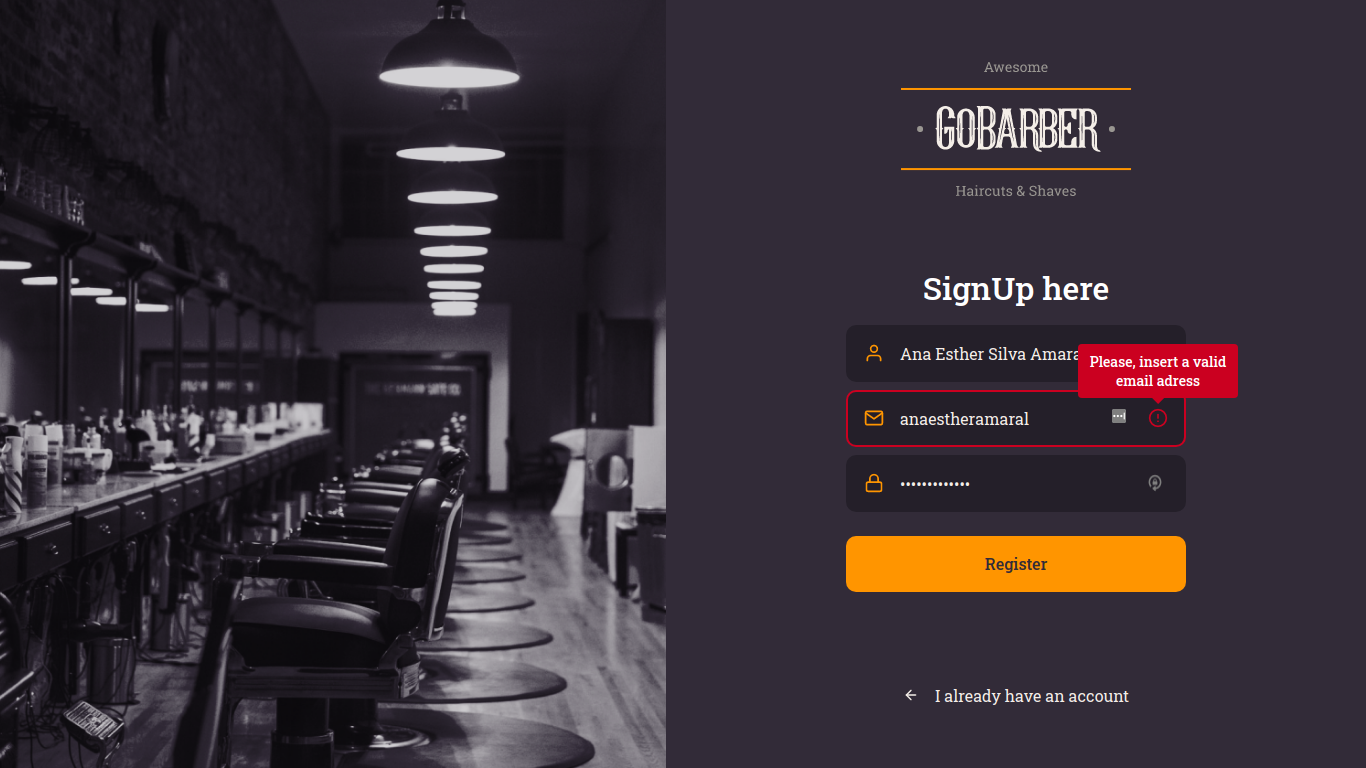 Awesome
GOBARBER
Haircuts & Shaves
SignUp here
Ana Esther Silva Amara
Please, insert a valid
email adress
anaestheramaral
•••••••••••••
Register
I already have an account